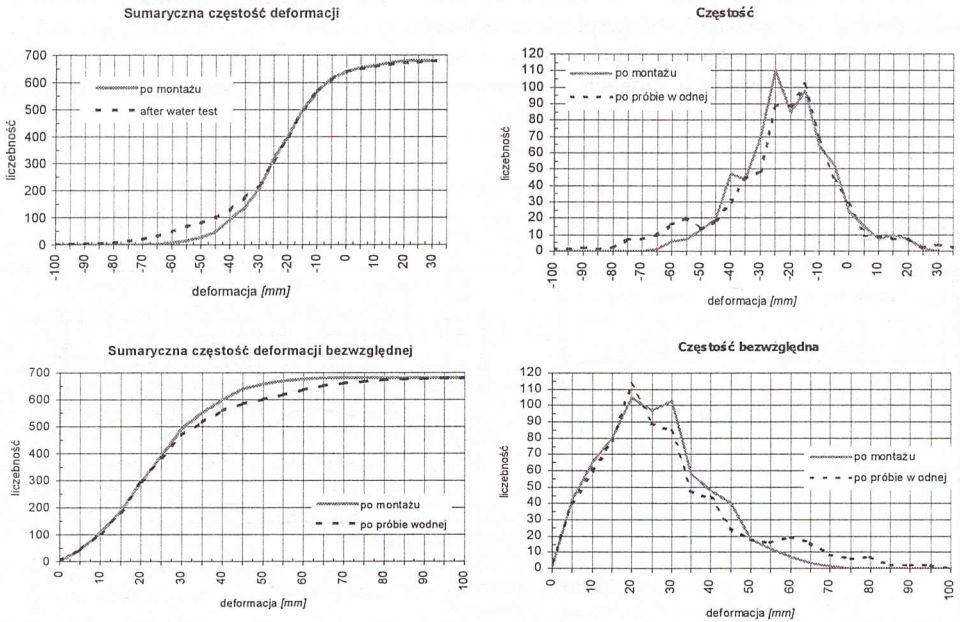 Sumaryczna częstość deformacji
700
600
500
400
300
200
100
0
liczebność
po montażu
after water test
-100 -90 -80 -70 -60 -50 -40 -30 -20 -10 0 10 20 30
deformacja [mm]
Częstość
120
110
100
90
80
70
60
50
40
30
20
10
0
liczebność
po montażu
po próbie w odnej
-100 -90 -80 -70 -60 -50 -40 -30 -20 -10 0 10 20 30
deformacja [mm]
Sumaryczna częstość deformacji bezwzględnej
700
600
500
400
300
200
100
0
liczebność
po montażu
po próbie wodnej
0 10 20 30 40 50 60 70 80 90 100
deformacja [mm]
Częstość bezwzględna
120
110
100
90
80
70
60
50
40
30
20
10
0
liczebność
po montażu
po próbie w odnej
0 10 20 30 40 50 60 70 80 90 100
deformacja [mm]